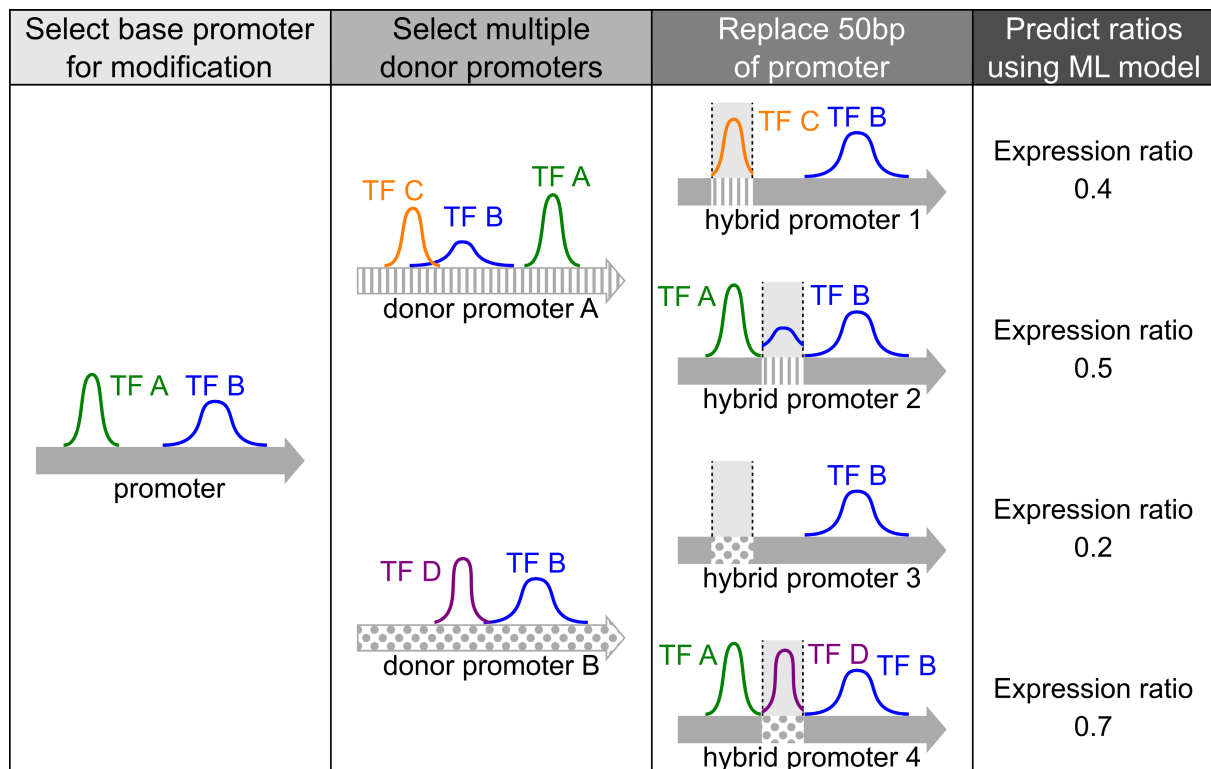 Select base promoter
for modification
Select multiple
donor promoters
Replace 50bp
of promoter
Predict ratios
using ML model
TF A
TF B
promoter
TF C
TF B
TF A
donor promoter A
TF D
TF B
donor promoter B
TF C
TF B
hybrid promoter 1
Expression ratio
0.4
TF A
TF B
hybrid promoter 2
Expression ratio
0.5
TF B
hybrid promoter 3
Expression ratio
0.2
TF A
TF D
TF B
hybrid promoter 4
Expression ratio
0.7